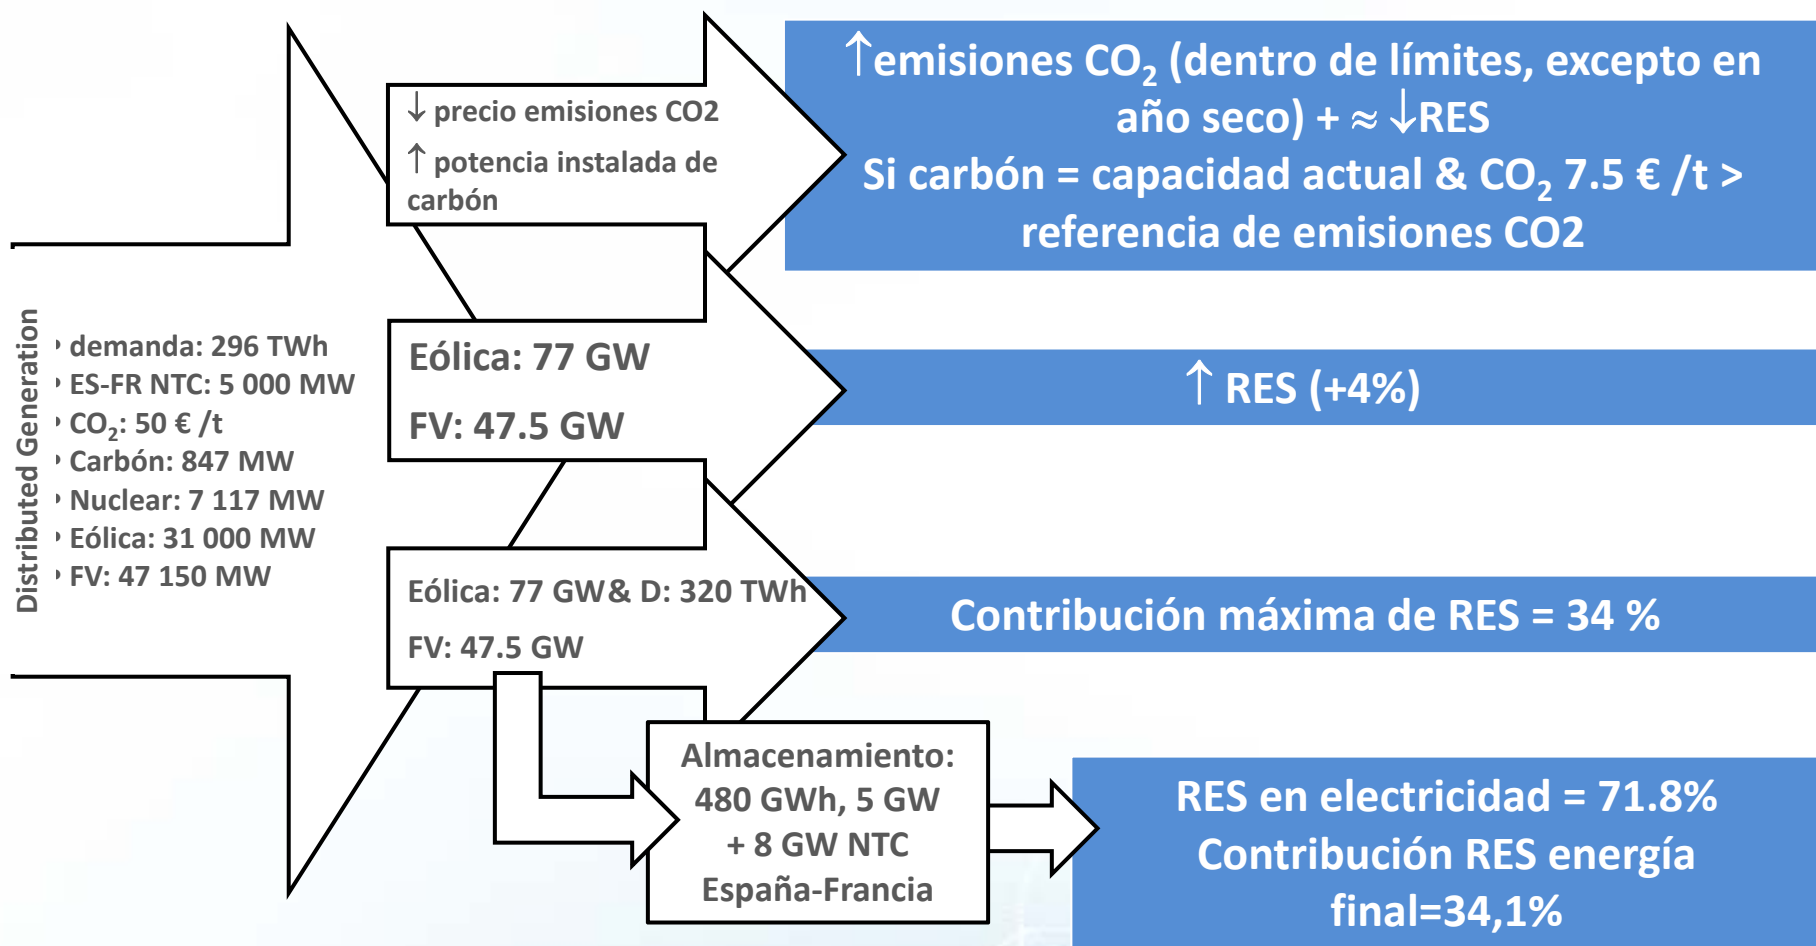 Distributed Generation
• demanda: 296 TWh
• ES-FR NTC: 5 000 MW
• CO₂: 50 € /t
• Carbón: 847 MW
• Nuclear: 7 117 MW
• Eólica: 31 000 MW
• FV: 47 150 MW
↓ precio emisiones CO2
↑ potencia instalada de
carbón
↑emisiones CO₂ (dentro de límites, excepto en
año seco) + ≈ ↓RES
Si carbón = capacidad actual & CO₂ 7.5 € /t >
referencia de emisiones CO2
Eólica: 77 GW
FV: 47.5 GW
↑ RES (+4%)
Eólica: 77 GW& D: 320 TWh
FV: 47.5 GW
Contribución máxima de RES = 34 %
Almacenamiento:
480 GWh, 5 GW
+ 8 GW NTC
España-Francia
RES en electricidad = 71.8%
Contribución RES energía
final=34,1%